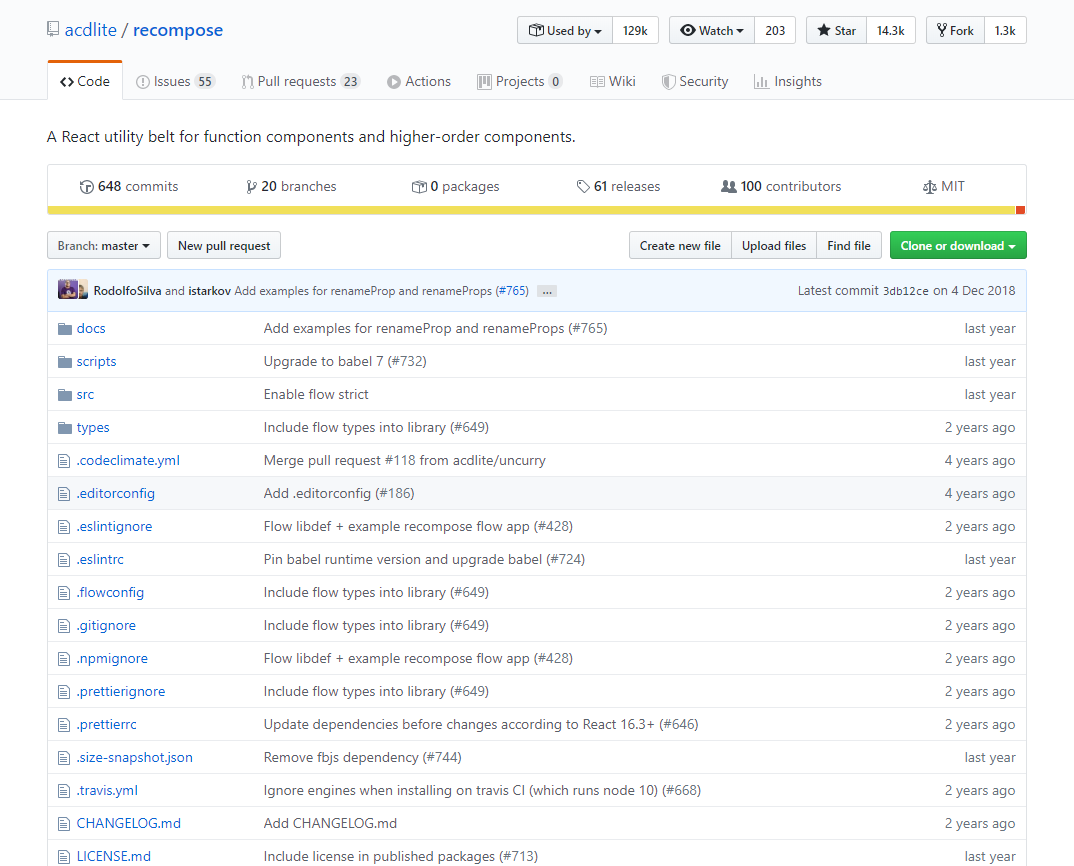 acdlite / recompose
Used by 129k Watch 203 Star 14.3k Fork 1.3k
Code Issues 55 Pull requests 23 Actions Projects 0 Wiki Security Insights
A React utility belt for function components and higher-order components.
648 commits 20 branches 0 packages 61 releases 100 contributors MIT
Branch: master New pull request Create new file Upload files Find file Clone or download
RodolfoSilva and istarkov Add examples for renameProp and renameProps (#765) ... Latest commit 3db12ce on 4 Dec 2018
docs Add examples for renameProp and renameProps (#765) last year
scripts Upgrade to babel 7 (#732) last year
src Enable flow strict last year
types Include flow types into library (#649) 2 years ago
.codeclimate.yml Merge pull request #118 from acdlite/uncurry 4 years ago
.editorconfig Add .editorconfig (#186) 4 years ago
.eslintignore Flow libdef + example recompose flow app (#428) 2 years ago
.eslintrc Pin babel runtime version and upgrade babel (#724) last year
.flowconfig Include flow types into library (#649) 2 years ago
.gitignore Include flow types into library (#649) 2 years ago
.npmignore Flow libdef + example recompose flow app (#428) 2 years ago
.prettierignore Include flow types into library (#649) 2 years ago
.prettierrc Update dependencies before changes according to React 16.3+ (#646) 2 years ago
.size-snapshot.json Remove fbjs dependency (#744) last year
.travis.yml Ignore engines when installing on travis CI (which runs node 10) (#668) 2 years ago
CHANGELOG.md Add CHANGELOG.md 2 years ago
LICENSE.md Include license in published packages (#713) last year